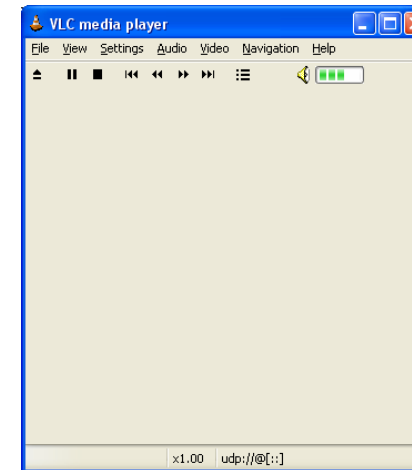 VLC media player
File View Settings Audio Video Navigation Help
x1.00 udp://@[::]